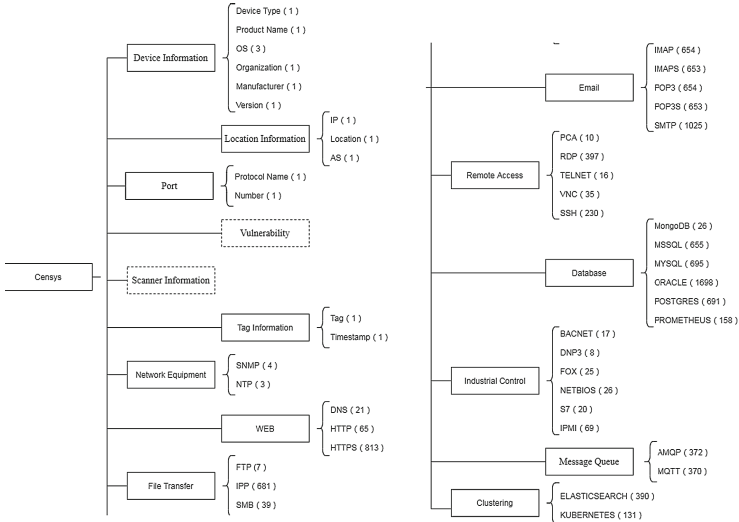 Censys
Device Information
Device Type ( 1 )
Product Name ( 1 )
OS ( 3 )
Organization ( 1 )
Manufacturer ( 1 )
Version ( 1 )
Location Information
IP ( 1 )
Location ( 1 )
AS ( 1 )
Port
Protocol Name ( 1 )
Number ( 1 )
Vulnerability
Scanner Information
Tag Information
Tag ( 1 )
Timestamp ( 1 )
Network Equipment
SNMP ( 4 )
NTP ( 3 )
WEB
DNS ( 21 )
HTTP ( 65 )
HTTPS ( 813 )
File Transfer
FTP (7 )
IPP ( 681 )
SMB ( 39 )
Email
IMAP ( 654 )
IMAPS ( 653 )
POP3 ( 654 )
POP3S ( 653 )
SMTP ( 1025 )
Remote Access
PCA ( 10 )
RDP ( 397 )
TELNET ( 16 )
VNC ( 35 )
SSH ( 230 )
Database
MongoDB ( 26 )
MSSQL ( 655 )
MYSQL ( 695 )
ORACLE ( 1698 )
POSTGRES ( 691 )
PROMETHEUS ( 158 )
Industrial Control
BACNET ( 17 )
DNP3 ( 8 )
FOX ( 25 )
NETBIOS ( 26 )
S7 ( 20 )
IPMI ( 69 )
Message Queue
AMQP ( 372 )
MQTT ( 370 )
Clustering
ELASTICSEARCH ( 390 )
KUBERNETES ( 131 )